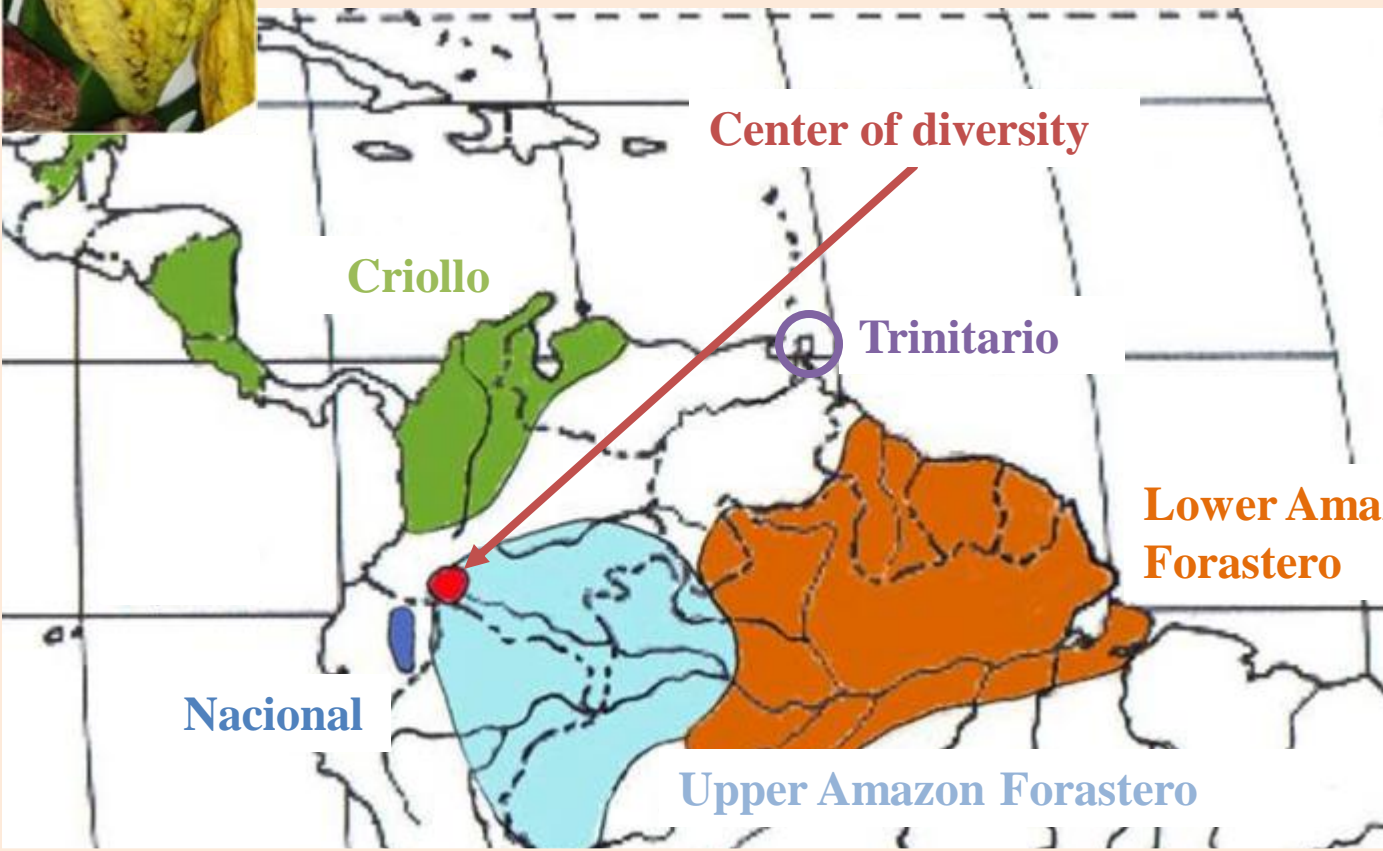 Center of diversity
Criollo
Trinitario
Lower Ama
Forastero
Nacional
Upper Amazon Forastero